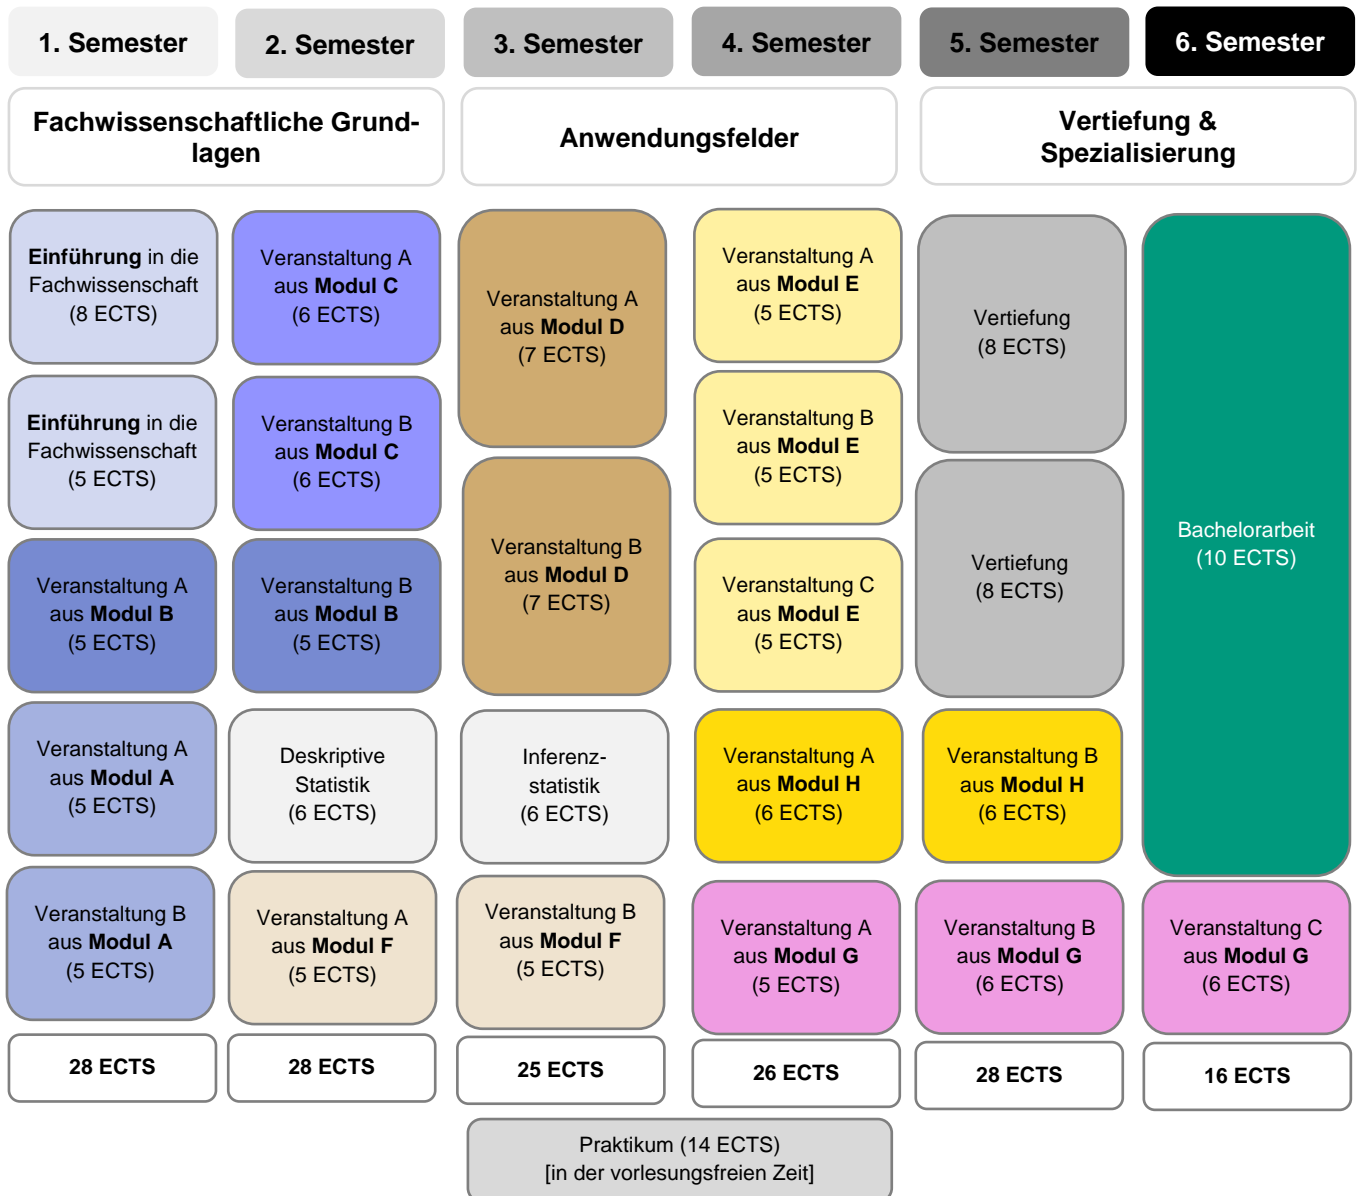 1. Semester
2. Semester
3. Semester
4. Semester
5. Semester
6. Semester
Fachwissenschaftliche Grund-
lagen
Anwendungsfelder
Vertiefung &
Spezialisierung
Einführung in die
Fachwissenschaft
(8 ECTS)
Veranstaltung A
aus Modul C
(6 ECTS)
Veranstaltung A
aus Modul D
(7 ECTS)
Veranstaltung A
aus Modul E
(5 ECTS)
Vertiefung
(8 ECTS)
Bachelorarbeit
(10 ECTS)
Einführung in die
Fachwissenschaft
(5 ECTS)
Veranstaltung B
aus Modul C
(6 ECTS)
Veranstaltung B
aus Modul D
(7 ECTS)
Veranstaltung B
aus Modul E
(5 ECTS)
Vertiefung
(8 ECTS)
Veranstaltung A
aus Modul B
(5 ECTS)
Veranstaltung B
aus Modul B
(5 ECTS)
Veranstaltung C
aus Modul E
(5 ECTS)
Veranstaltung A
aus Modul A
(5 ECTS)
Deskriptive
Statistik
(6 ECTS)
Inferenz-
statistik
(6 ECTS)
Veranstaltung A
aus Modul H
(6 ECTS)
Veranstaltung B
aus Modul H
(6 ECTS)
Veranstaltung B
aus Modul A
(5 ECTS)
Veranstaltung A
aus Modul F
(5 ECTS)
Veranstaltung B
aus Modul F
(5 ECTS)
Veranstaltung A
aus Modul G
(5 ECTS)
Veranstaltung B
aus Modul G
(6 ECTS)
Veranstaltung C
aus Modul G
(6 ECTS)
28 ECTS
28 ECTS
25 ECTS
26 ECTS
28 ECTS
16 ECTS
Praktikum (14 ECTS)
[in der vorlesungsfreien Zeit]